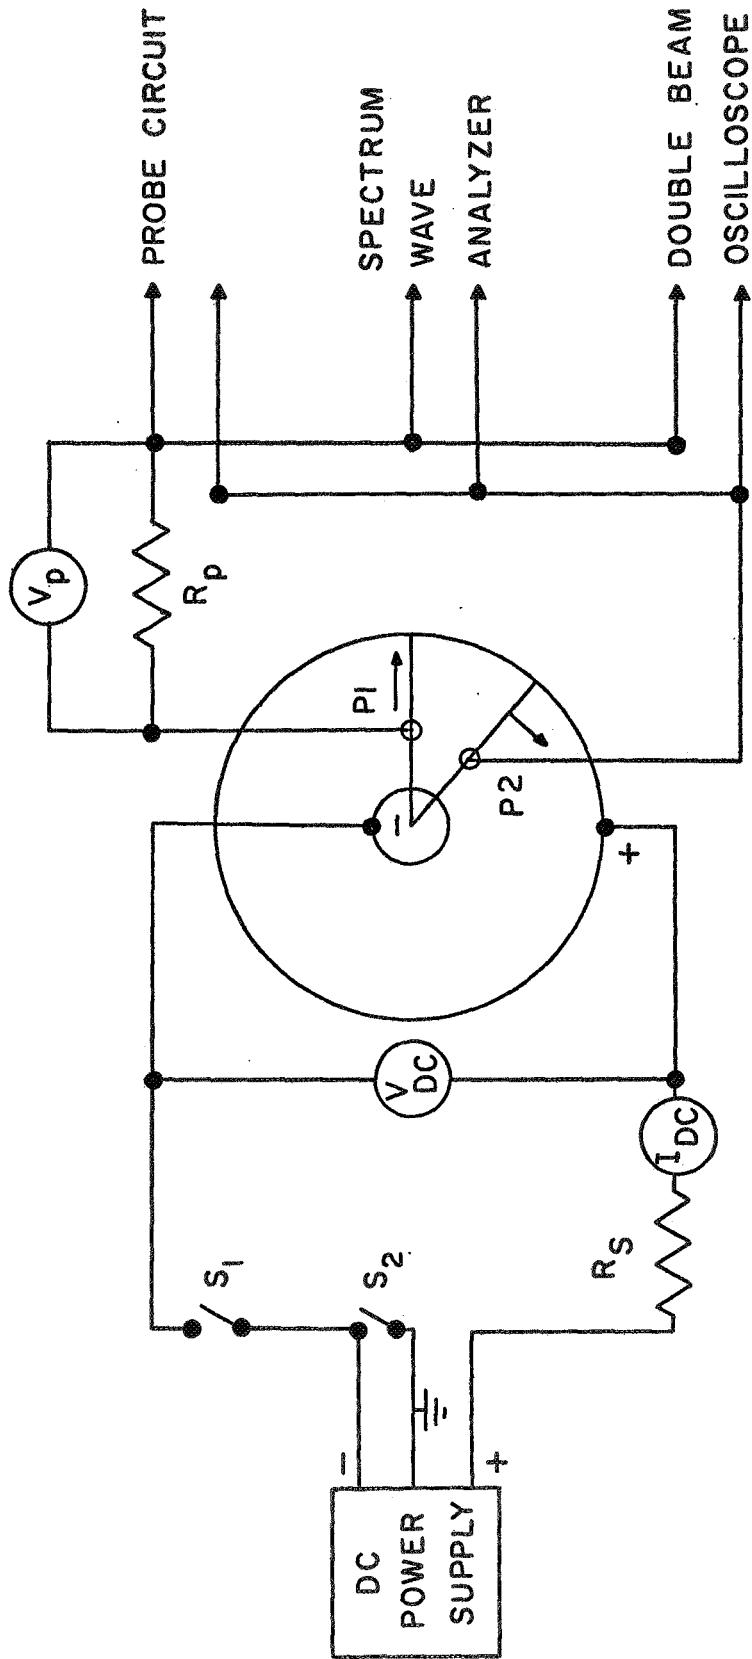 PROBE CIRCUIT
SPECTRUM
WAVE
ANALYZER
DOUBLE BEAM
OSCILLOSCOPE
Vp
Rp
P1
P2
-
+
V
DC
IDC
RS
S1
S2
-
+
DC
POWER
SUPPLY